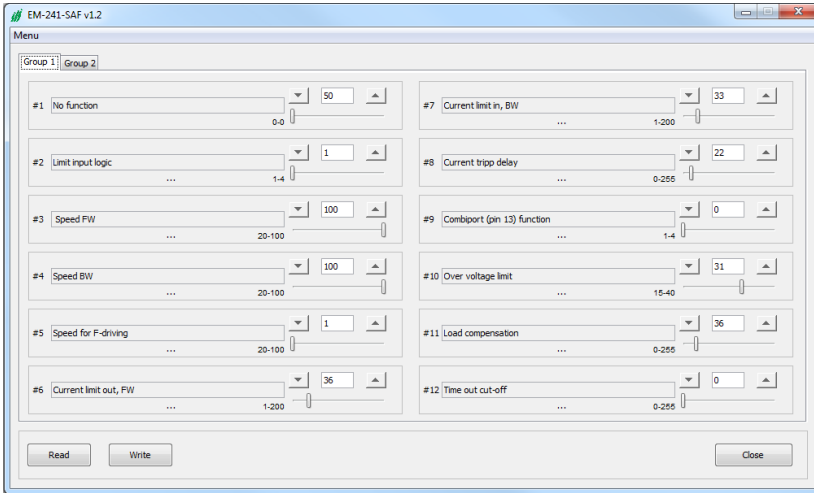 EM-241-SAF v1.2
Menu
Group 1 Group 2
#1 No function 50
0-0
#2 Limit input logic 1
... 1-4
#3 Speed FW 100
... 20-100
#4 Speed BW 100
... 20-100
#5 Speed for F-driving 1
... 20-100
#6 Current limit out, FW 36
... 1-200
#7 Current limit in, BW 33
... 1-200
#8 Current tripp delay 22
... 0-255
#9 Combiport (pin 13) function 0
... 1-4
#10 Over voltage limit 31
... 15-40
#11 Load compensation 36
... 0-255
#12 Time out cut-off 0
... 0-255
Read Write Close